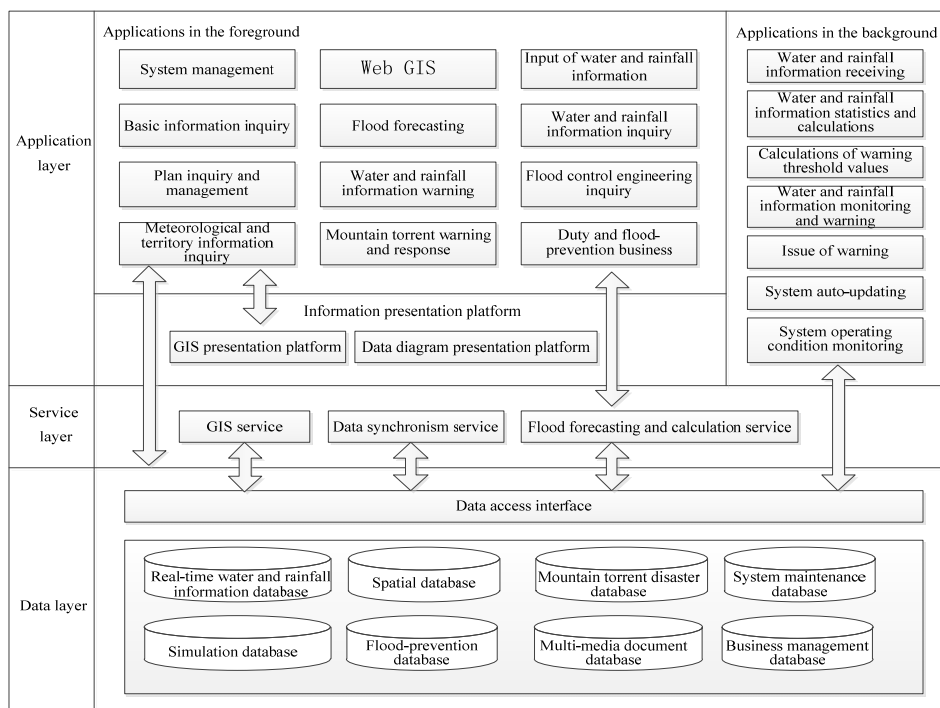 Applications in the foreground
Applications in the background
System management
Web GIS
Input of water and rainfall
information
Water and rainfall
information receiving
Basic information inquiry
Flood forecasting
Water and rainfall
information inquiry
Water and rainfall
information statistics and
calculations
Application
layer
Plan inquiry and
management
Water and rainfall
information warning
Flood control engineering
inquiry
Calculations of warning
threshold values
Water and rainfall
information monitoring
and warning
Meteorological and
territory information
inquiry
Mountain torrent warning
and response
Duty and flood-
prevention business
Issue of warning
System auto-updating
System operating
condition monitoring
Information presentation platform
GIS presentation platform
Data diagram presentation platform
Service
layer
GIS service
Data synchronism service
Flood forecasting and calculation service
Data access interface
Data layer
Real-time water and rainfall
information database
Spatial database
Mountain torrent disaster
database
System maintenance
database
Simulation database
Flood-prevention
database
Multi-media document
database
Business management
database